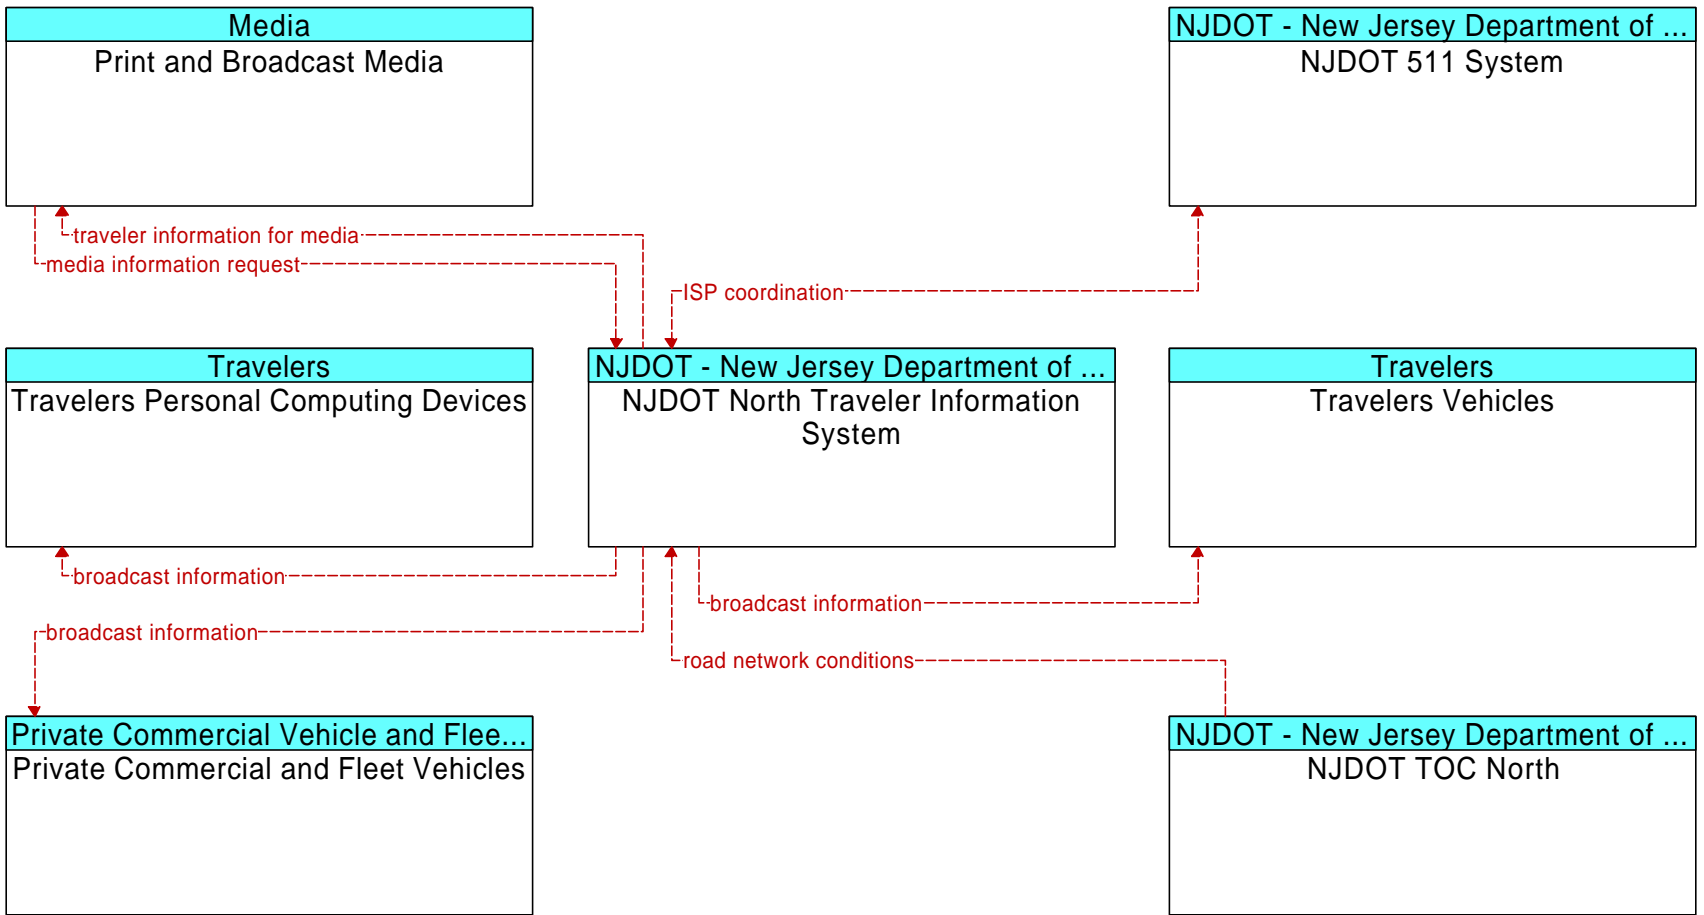 Media
Print and Broadcast Media
NJDOT - New Jersey Department of ...
NJDOT 511 System
traveler information for media
media information request
ISP coordination
Travelers
Travelers Personal Computing Devices
NJDOT - New Jersey Department of ...
NJDOT North Traveler Information
System
Travelers
Travelers Vehicles
broadcast information
broadcast information
broadcast information
road network conditions
Private Commercial Vehicle and Flee...
Private Commercial and Fleet Vehicles
NJDOT - New Jersey Department of ...
NJDOT TOC North